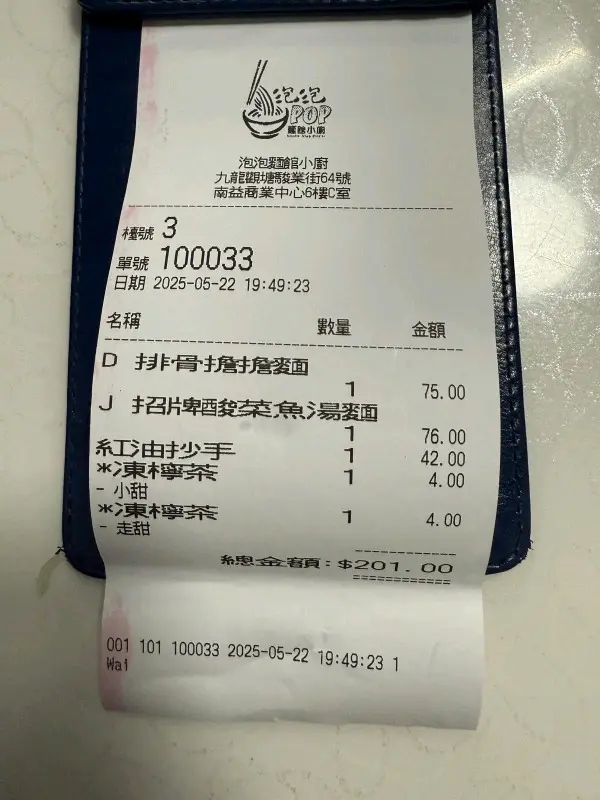 泡泡
POP
麵館小廚
泡泡麵館小廚
九龍觀塘駿業街64號
南益商業中心6樓C室
檯號 3
單號 100033
日期 2025-05-22 19:49:23
名稱 數量 金額
D 排骨擔擔麵
1 75.00
J 招牌酸菜魚湯麵
1 76.00
紅油抄手 1 42.00
*凍檸茶 1 4.00
- 小甜
*凍檸茶 1 4.00
- 走甜
總金額:$201.00
001 101 100033 2025-05-22 19:49:23 1
Wai